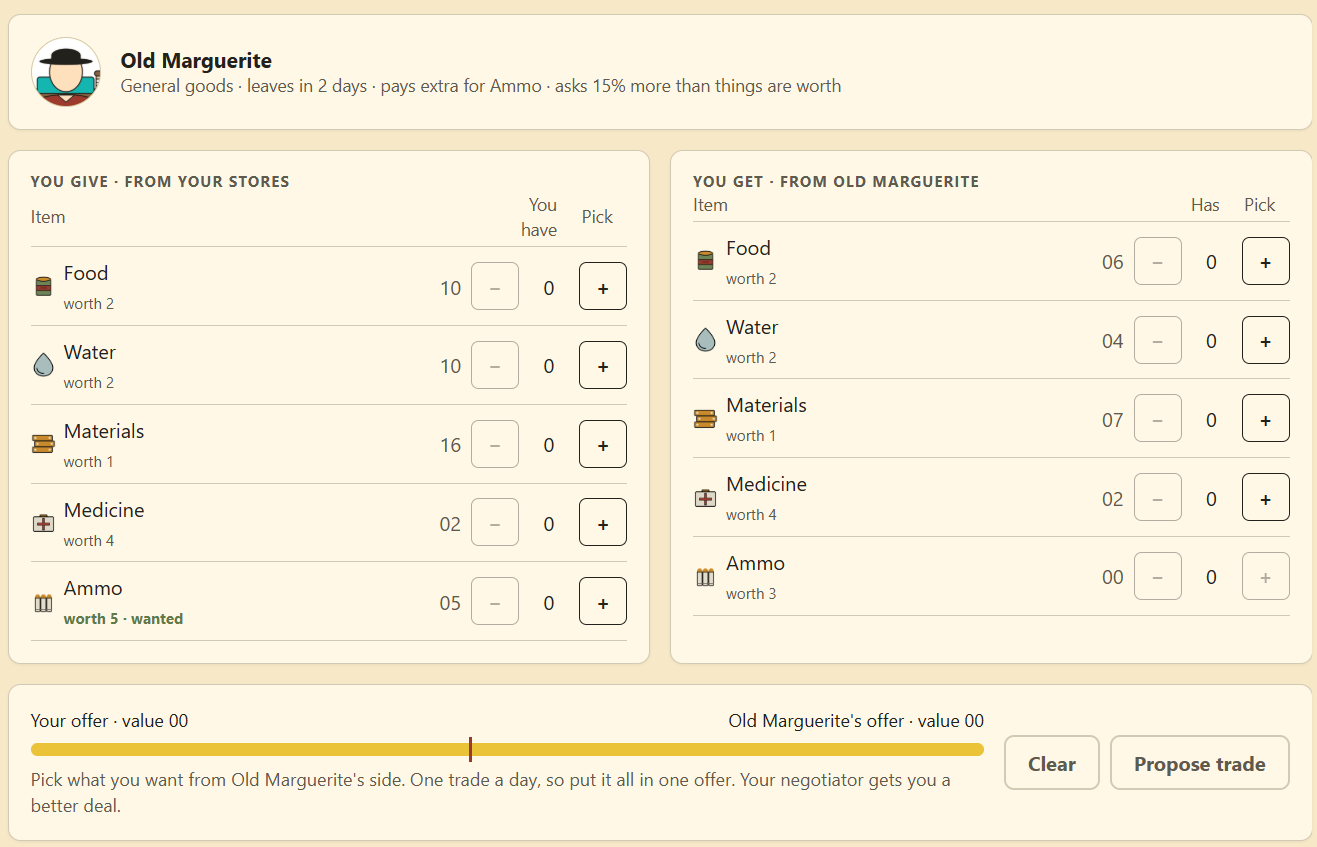 Old Marguerite
General goods · leaves in 2 days · pays extra for Ammo · asks 15% more than things are worth
YOU GIVE · FROM YOUR STORES
Item You have Pick
Food
worth 2
10 − 0 +
Water
worth 2
10 − 0 +
Materials
worth 1
16 − 0 +
Medicine
worth 4
02 − 0 +
Ammo
worth 5 · wanted
05 − 0 +
YOU GET · FROM OLD MARGUERITE
Item Has Pick
Food
worth 2
06 − 0 +
Water
worth 2
04 − 0 +
Materials
worth 1
07 − 0 +
Medicine
worth 4
02 − 0 +
Ammo
worth 3
00 − 0 +
Your offer · value 00
Old Marguerite's offer · value 00
Pick what you want from Old Marguerite's side. One trade a day, so put it all in one offer. Your negotiator gets you a
better deal.
Clear
Propose trade